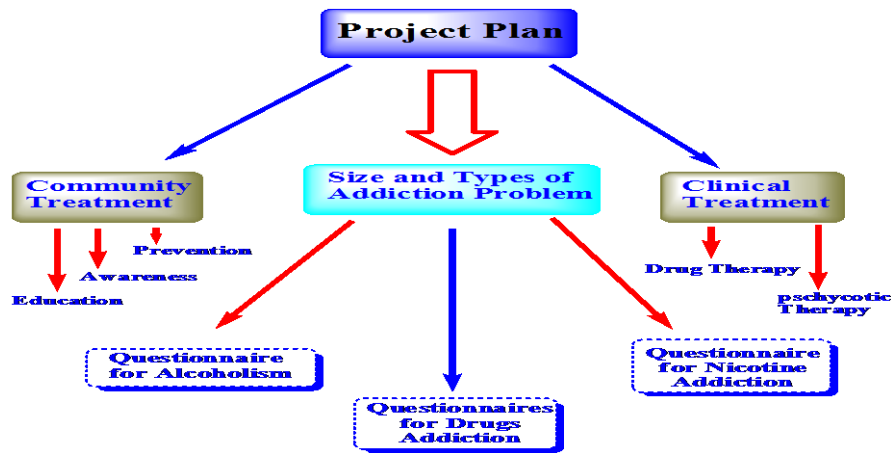 Project Plan
Community
Treatment
Size and Types of
Addiction Problem
Clinical
Treatment
Prevention
Awareness
Education
Drug Therapy
pschycotic
Therapy
Questionnaire
for Alcoholism
Questionnaires
for Drugs
Addiction
Questionnaire
for Nicotine
Addiction